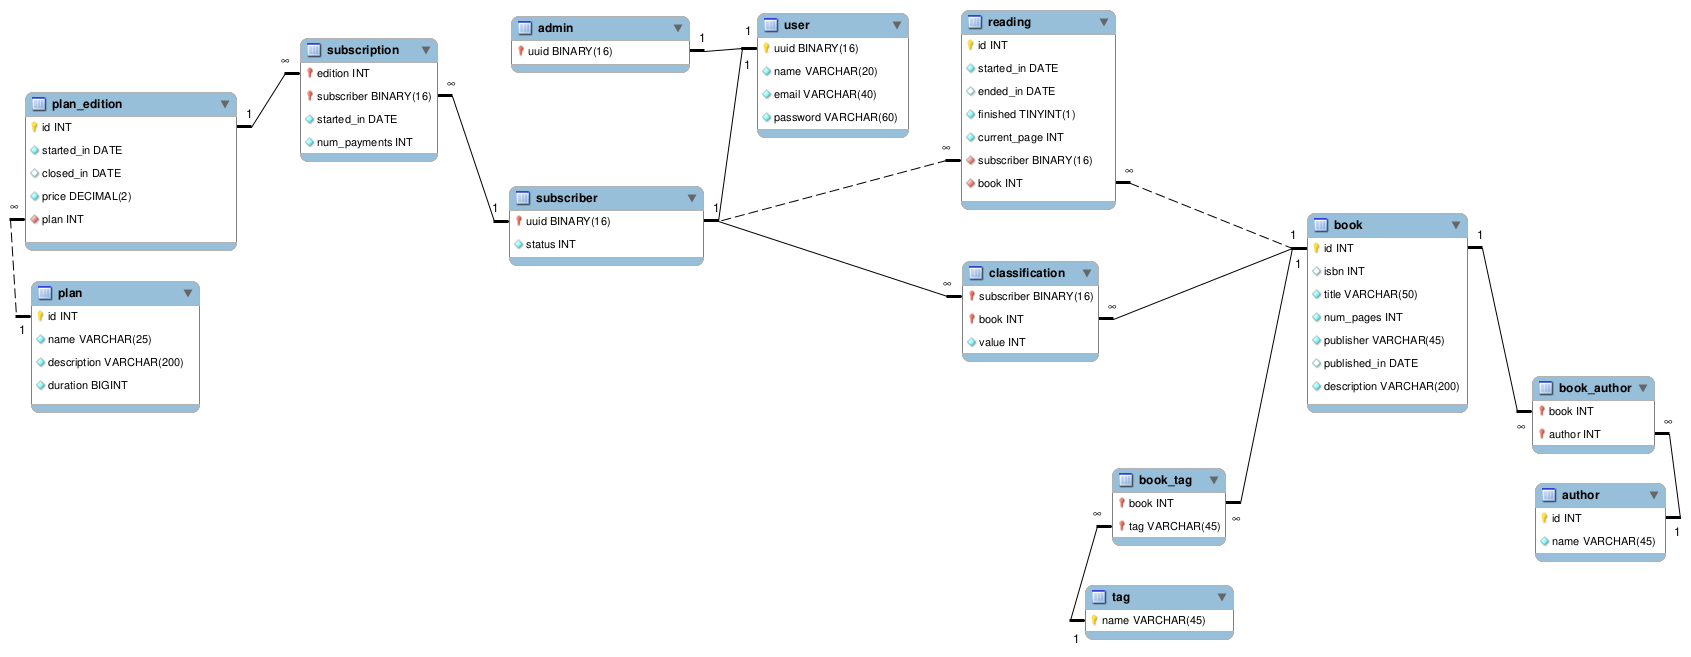 plan_edition
id INT
started_in DATE
closed_in DATE
price DECIMAL(2)
plan INT
∞
1
plan
id INT
name VARCHAR(25)
description VARCHAR(200)
duration BIGINT
1
∞
subscription
edition INT
subscriber BINARY(16)
started_in DATE
num_payments INT
∞
1
admin
uuid BINARY(16)
1
user
uuid BINARY(16)
name VARCHAR(20)
email VARCHAR(40)
password VARCHAR(60)
1
1
subscriber
uuid BINARY(16)
status INT
1
reading
id INT
started_in DATE
ended_in DATE
finished TINYINT(1)
current_page INT
subscriber BINARY(16)
book INT
∞
∞
classification
subscriber BINARY(16)
book INT
value INT
∞
∞
book
id INT
isbn INT
title VARCHAR(50)
num_pages INT
publisher VARCHAR(45)
published_in DATE
description VARCHAR(200)
1
1
1
book_author
book INT
author INT
∞
∞
author
id INT
name VARCHAR(45)
1
book_tag
book INT
tag VARCHAR(45)
∞
∞
tag
name VARCHAR(45)
1